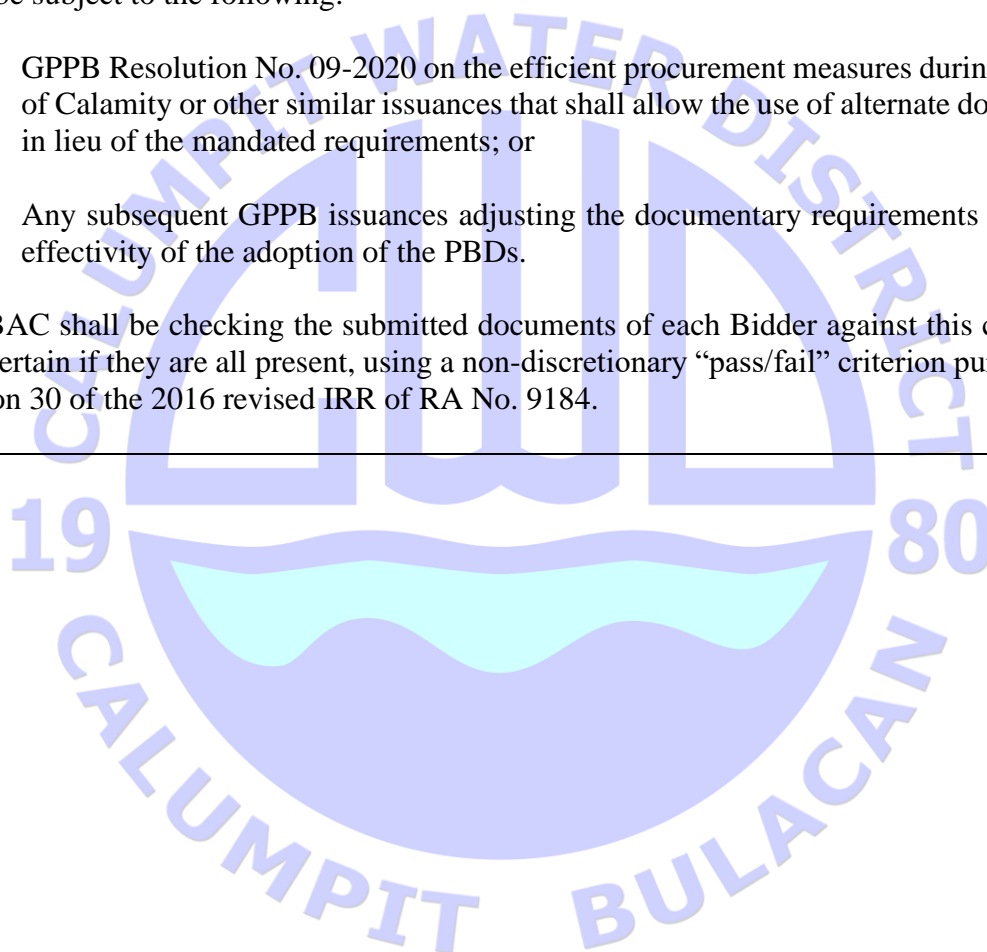 be subject to the following:
GPPB Resolution No. 09-2020 on the efficient procurement measures durin
of Calamity or other similar issuances that shall allow the use of alternate do
in lieu of the mandated requirements; or
Any subsequent GPPB issuances adjusting the documentary requirements
effectivity of the adoption of the PBDs.
BAC shall be checking the submitted documents of each Bidder against this c
ertain if they are all present, using a non-discretionary “pass/fail” criterion pu
on 30 of the 2016 revised IRR of RA No. 9184.
CALUMPIT WATER DISTRICT
19 80
CALUMPIT BULACAN